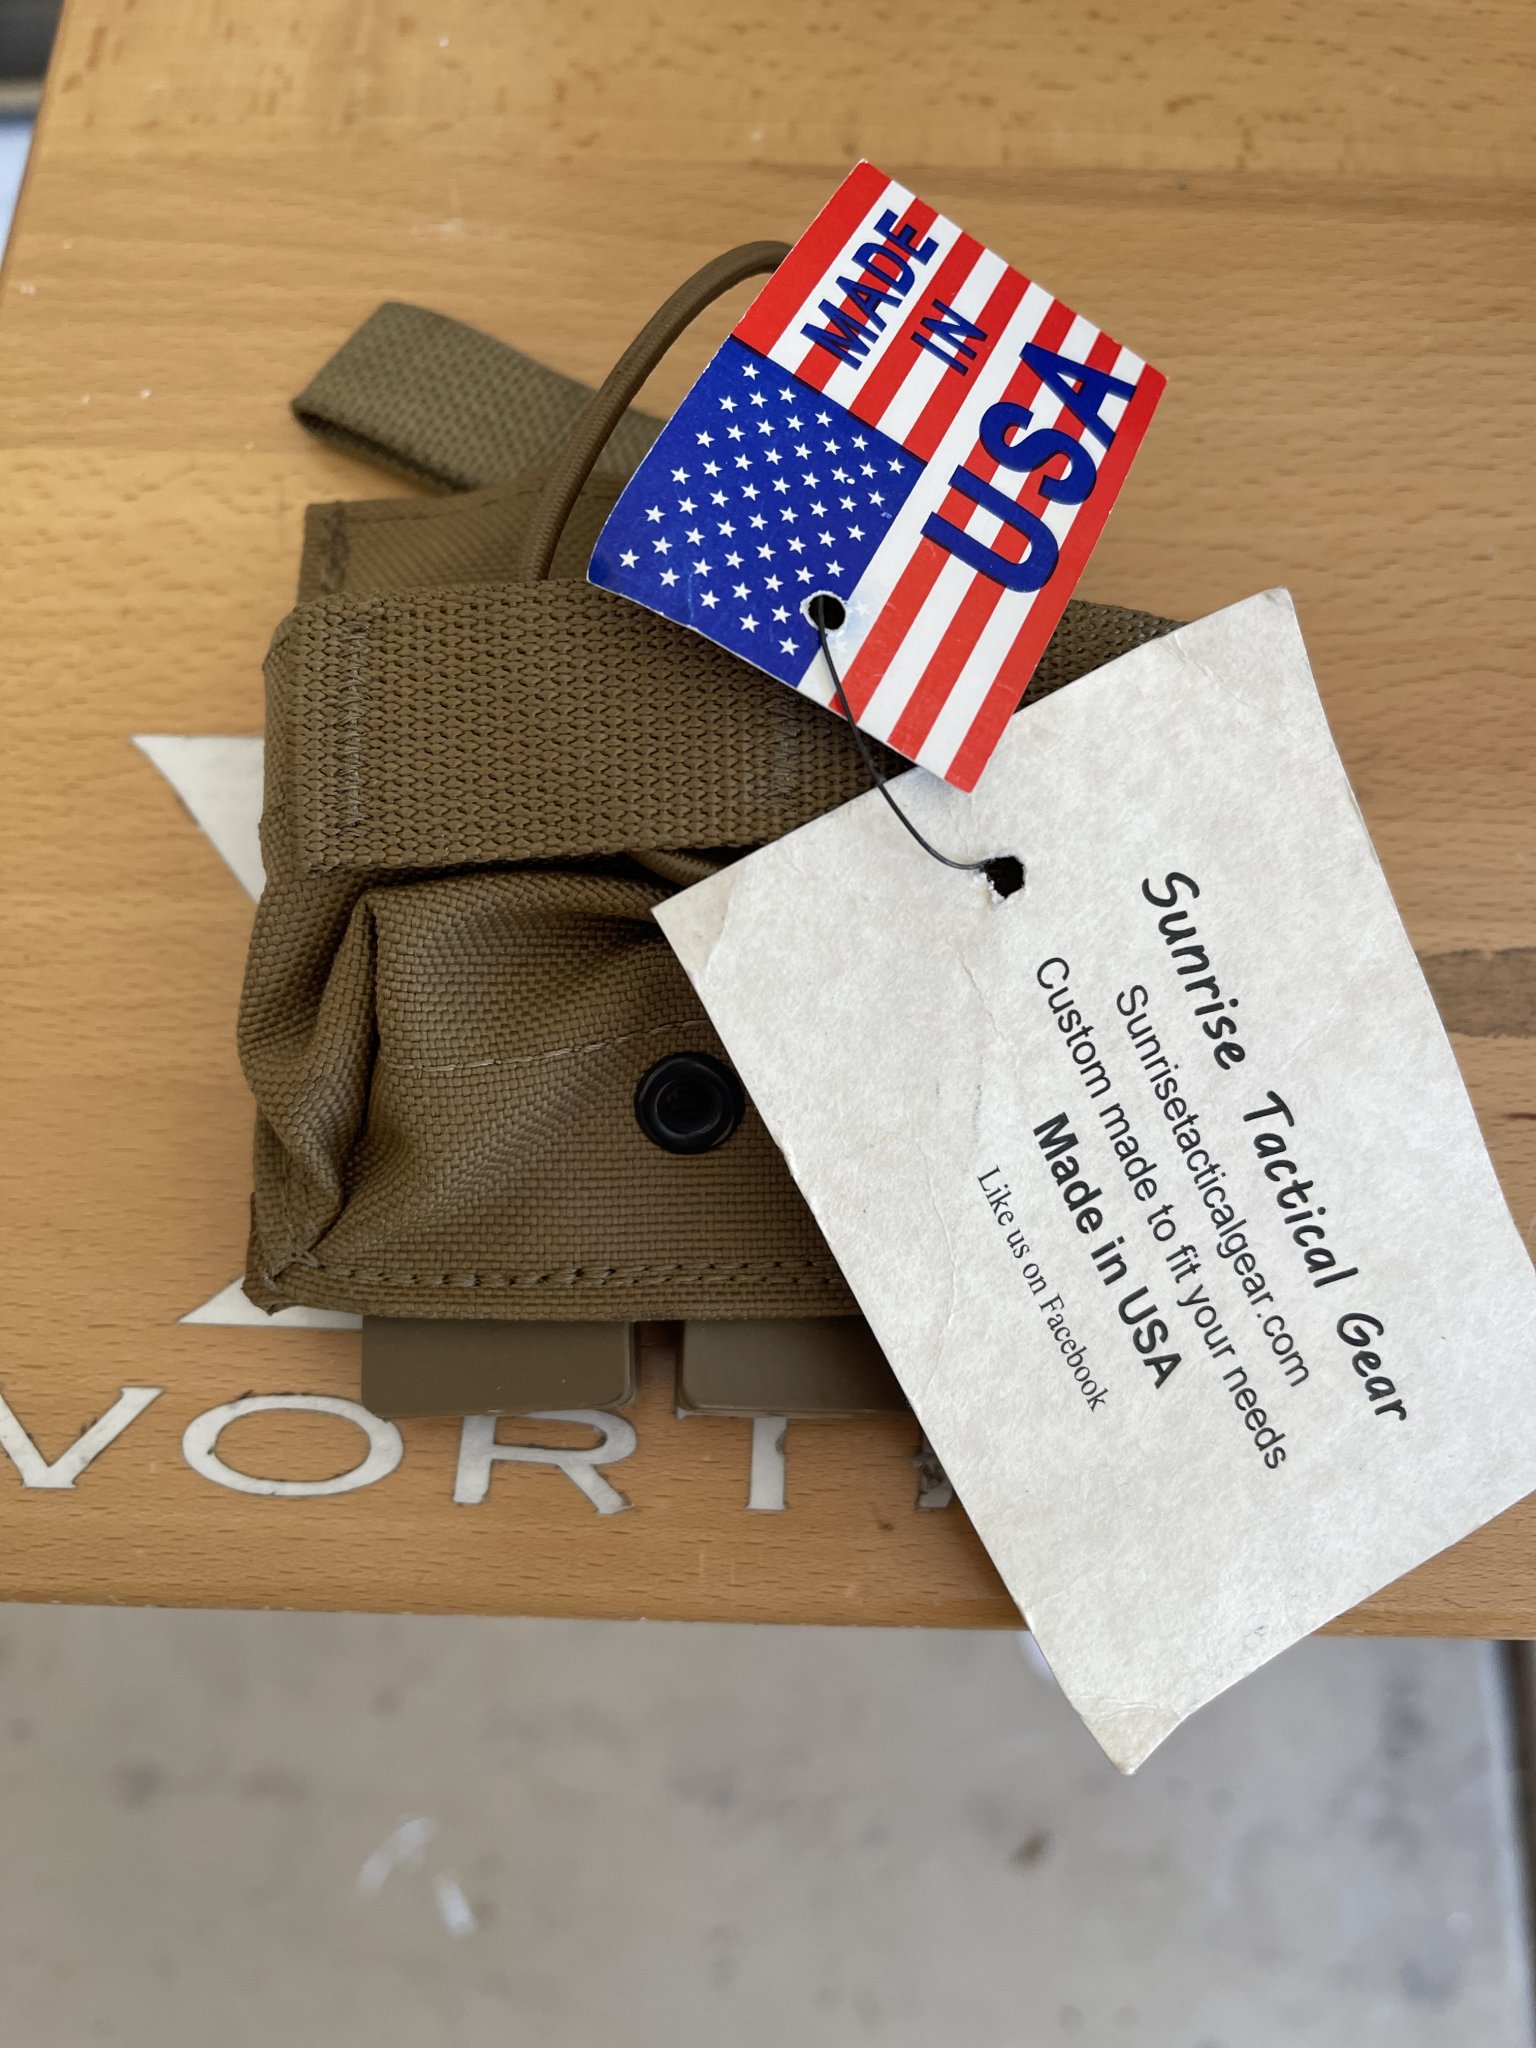 MADE
IN
USA
Sunrise Tactical Gear
Sunrisetacticalgear.com
Custom made to fit your needs
Made in USA
Like us on Facebook